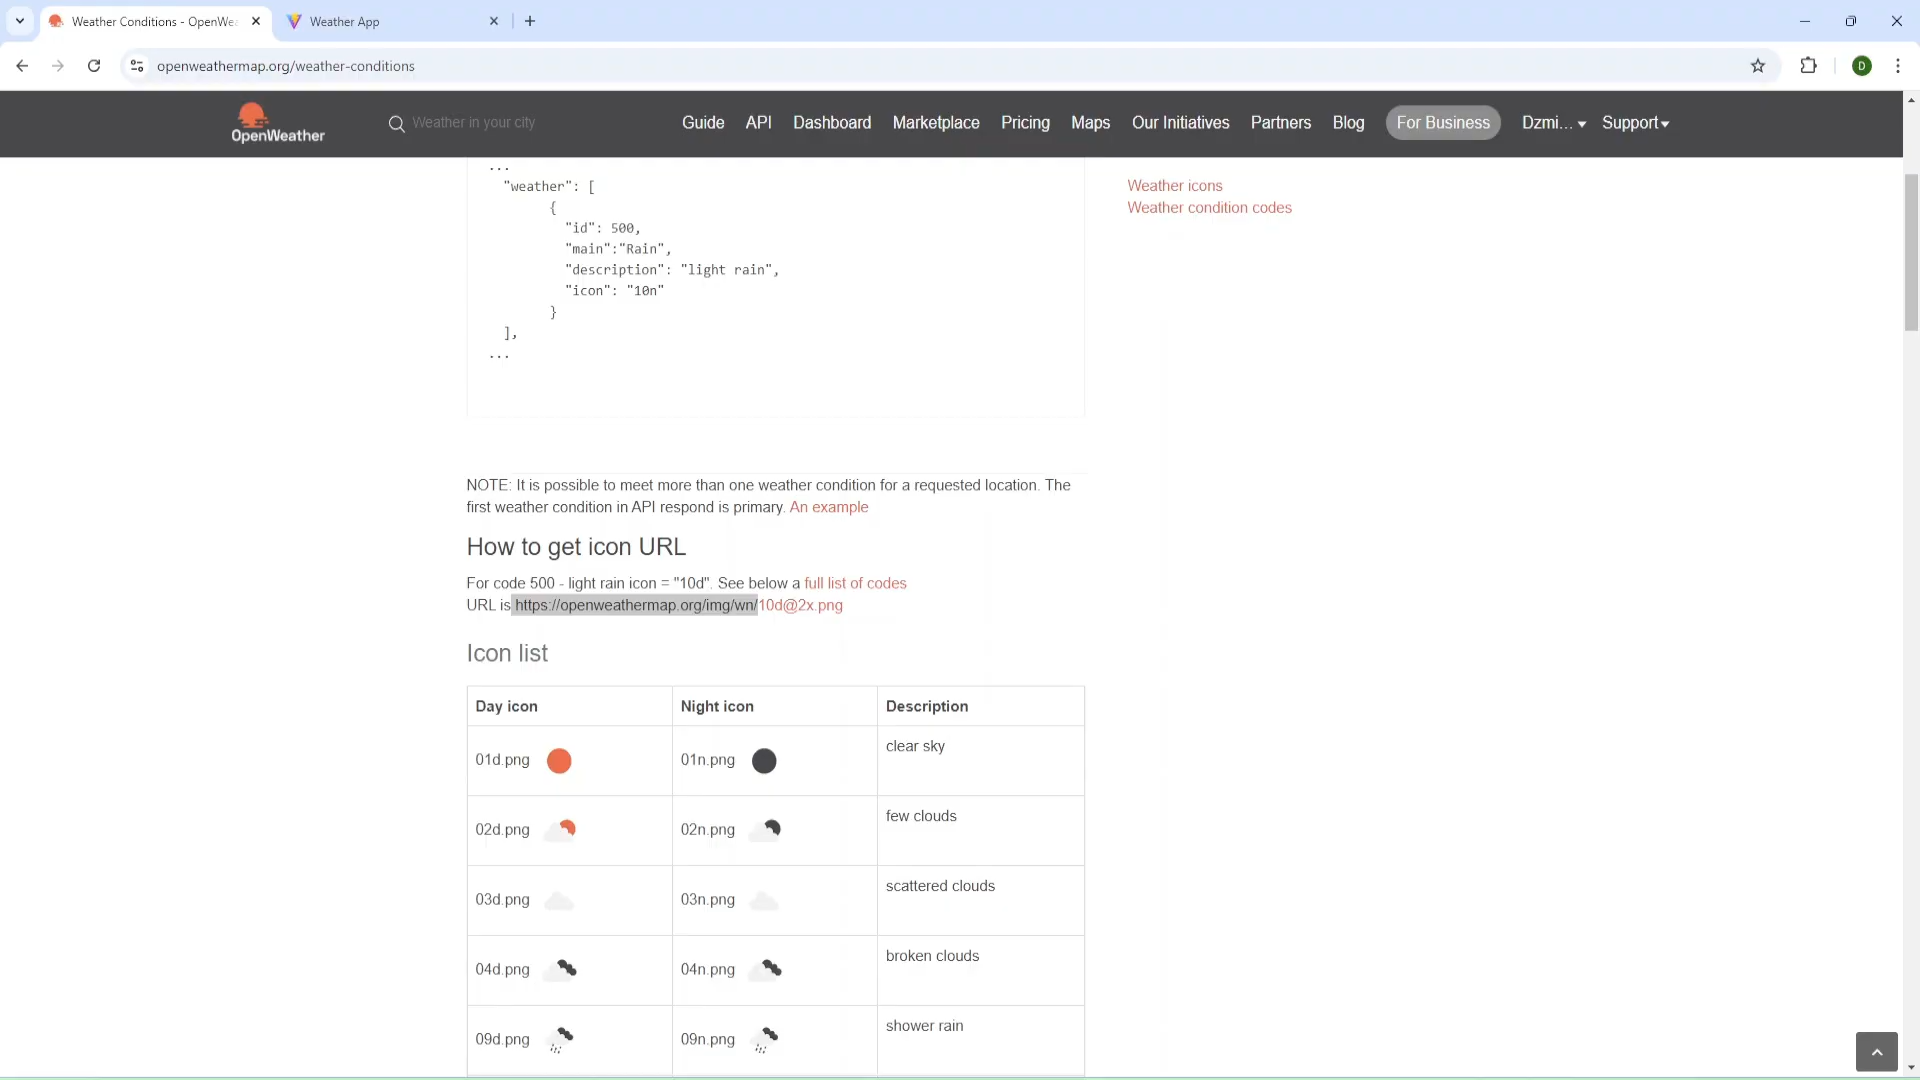 Weather Conditions - OpenWea
Weather App
openweathermap.org/weather-conditions
D
OpenWeather
Weather in your city
Guide
API
Dashboard
Marketplace
Pricing
Maps
Our Initiatives
Partners
Blog
For Business
Dzmi...
Support
...
"weather": [
{
"id": 500,
"main":"Rain",
"description": "light rain",
"icon": "10n"
}
],
...
Weather icons
Weather condition codes
NOTE: It is possible to meet more than one weather condition for a requested location. The
first weather condition in API respond is primary. An example
How to get icon URL
For code 500 - light rain icon = "10d". See below a full list of codes
URL is https://openweathermap.org/img/wn/10d@2x.png
Icon list
Day icon Night icon Description
01d.png 01n.png clear sky
02d.png 02n.png few clouds
03d.png 03n.png scattered clouds
04d.png 04n.png broken clouds
09d.png 09n.png shower rain